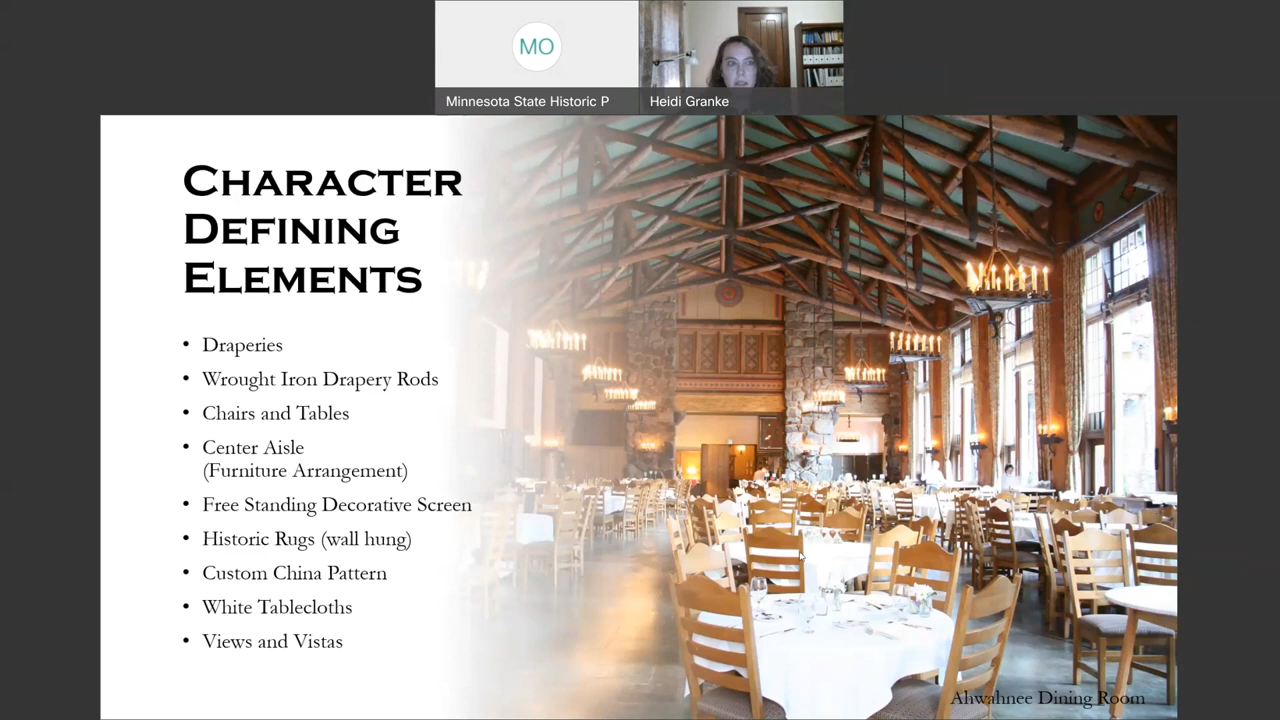 MO
Minnesota State Historic P
Heidi Granke
CHARACTER
DEFINING
ELEMENTS
• Draperies
• Wrought Iron Drapery Rods
• Chairs and Tables
• Center Aisle
(Furniture Arrangement)
• Free Standing Decorative Screen
• Historic Rugs (wall hung)
• Custom China Pattern
• White Tablecloths
• Views and Vistas
Ahwahnee Dining Room